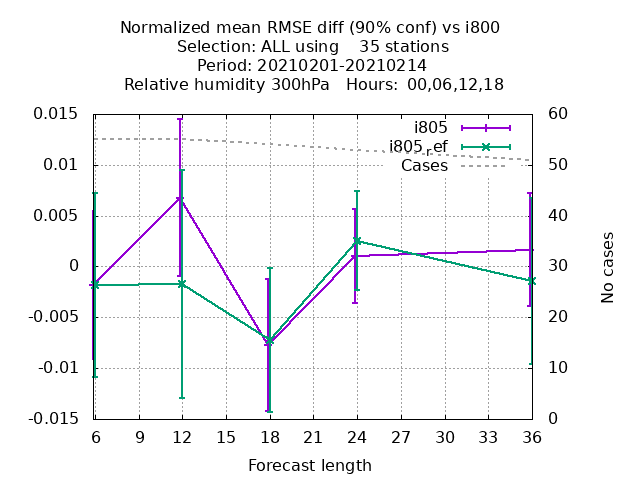 Normalized mean RMSE diff (90% conf) vs i800
Selection: ALL using    35 stations
Period: 20210201-20210214
Relative humidity 300hPa   Hours:  00,06,12,18
0.015
0.01
0.005
0
-0.005
-0.01
-0.015
60
50
40
30
20
10
0
No cases
i805
i805_ref
Cases
6 9 12 15 18 21 24 27 30 33 36
Forecast length